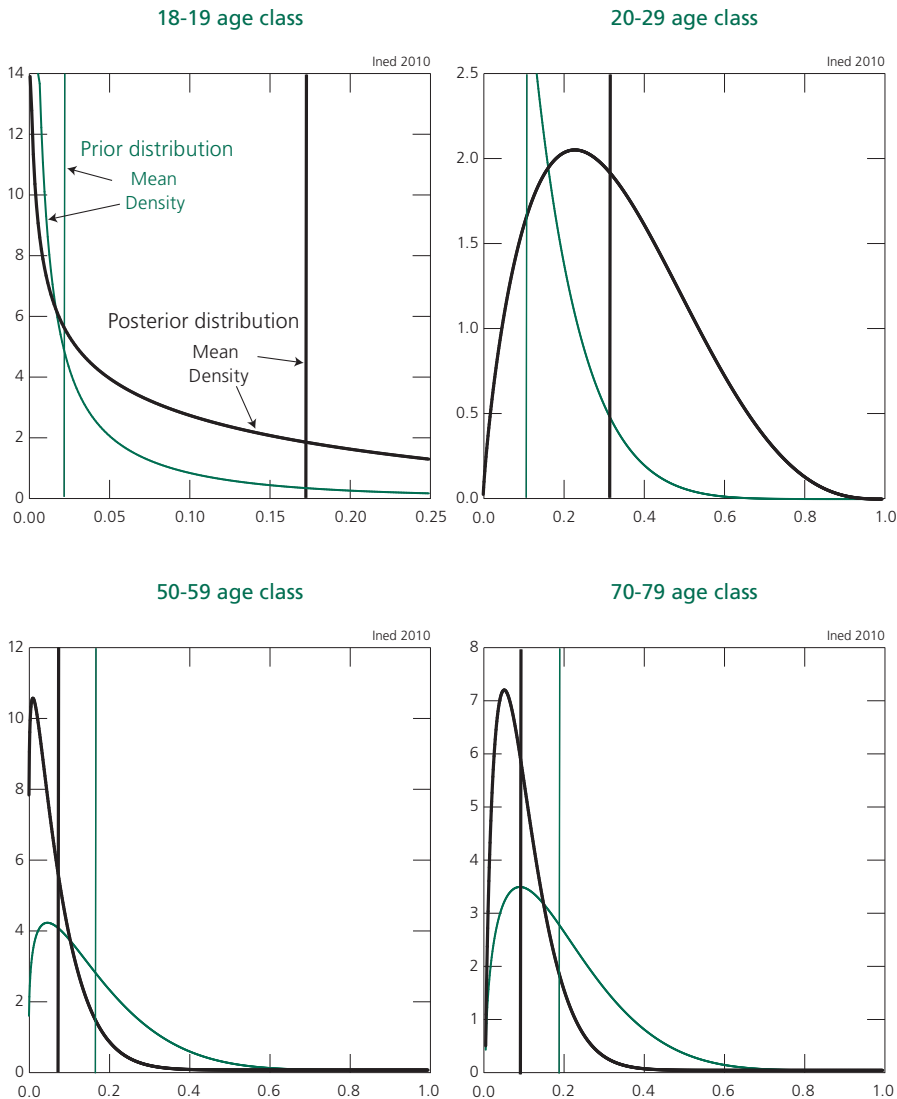 18-19 age class
Ined 2010
14
12
10
8
6
4
2
0
Prior distribution
Mean
Density
Posterior distribution
Mean
Density
0.00 0.05 0.10 0.15 0.20 0.25
20-29 age class
Ined 2010
2.5
2.0
1.5
1.0
0.5
0.0
0.0 0.2 0.4 0.6 0.8 1.0
50-59 age class
Ined 2010
12
10
8
6
4
2
0
0.0 0.2 0.4 0.6 0.8 1.0
70-79 age class
Ined 2010
8
7
6
5
4
3
2
1
0
0.0 0.2 0.4 0.6 0.8 1.0